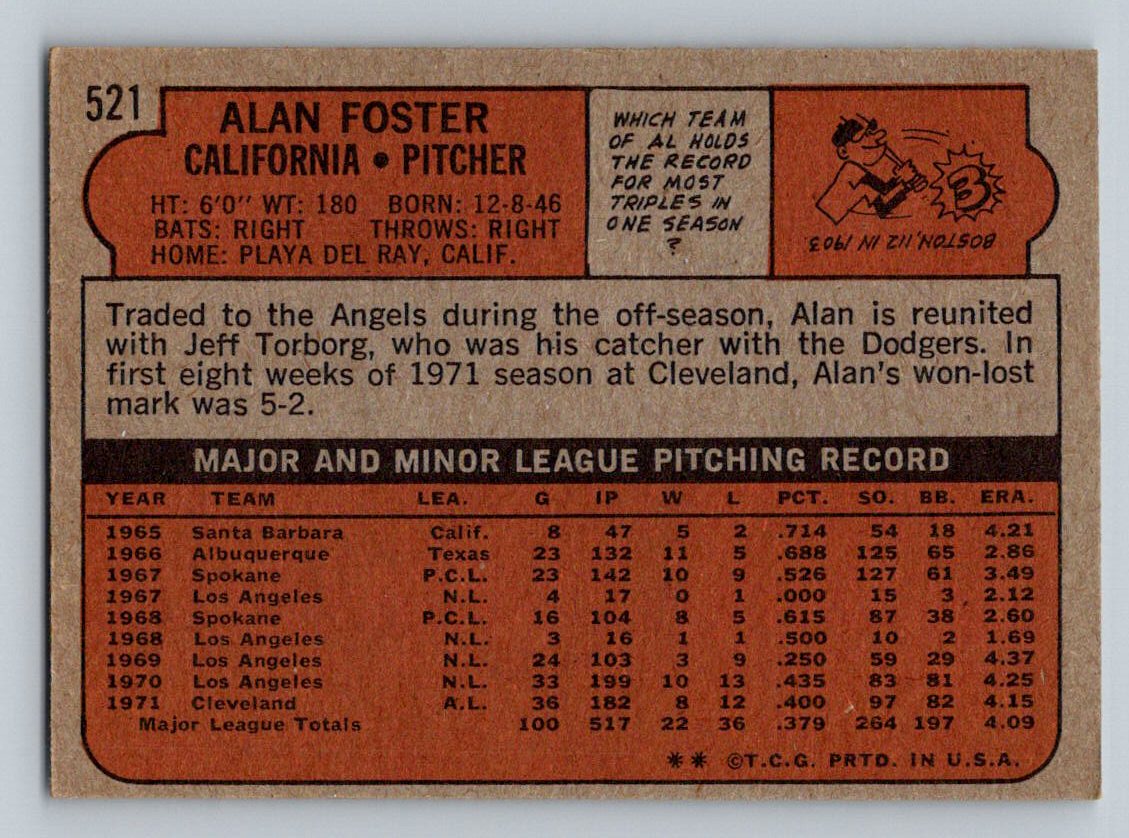 521
ALAN FOSTER
CALIFORNIA • PITCHER
HT: 6'0" WT: 180 BORN: 12-8-46
BATS: RIGHT THROWS: RIGHT
HOME: PLAYA DEL RAY, CALIF.
WHICH TEAM
OF AL HOLDS
THE RECORD
FOR MOST
TRIPLES IN
ONE SEASON
?
3
BOSTON, 112 IN 1903
Traded to the Angels during the off-season, Alan is reunited
with Jeff Torborg, who was his catcher with the Dodgers. In
first eight weeks of 1971 season at Cleveland, Alan's won-lost
mark was 5-2.
MAJOR AND MINOR LEAGUE PITCHING RECORD
YEAR TEAM LEA. G IP W L PCT. SO. BB. ERA.
1965 Santa Barbara Calif. 8 47 5 2 .714 54 18 4.21
1966 Albuquerque Texas 23 132 11 5 .688 125 65 2.86
1967 Spokane P.C.L. 23 142 10 9 .526 127 61 3.49
1967 Los Angeles N.L. 4 17 0 1 .000 15 3 2.12
1968 Spokane P.C.L. 16 104 8 5 .615 87 38 2.60
1968 Los Angeles N.L. 3 16 1 1 .500 10 2 1.69
1969 Los Angeles N.L. 24 103 3 9 .250 59 29 4.37
1970 Los Angeles N.L. 33 199 10 13 .435 83 81 4.25
1971 Cleveland A.L. 36 182 8 12 .400 97 82 4.15
Major League Totals 100 517 22 36 .379 264 197 4.09
** ©T.C.G. PRTD. IN U.S.A.